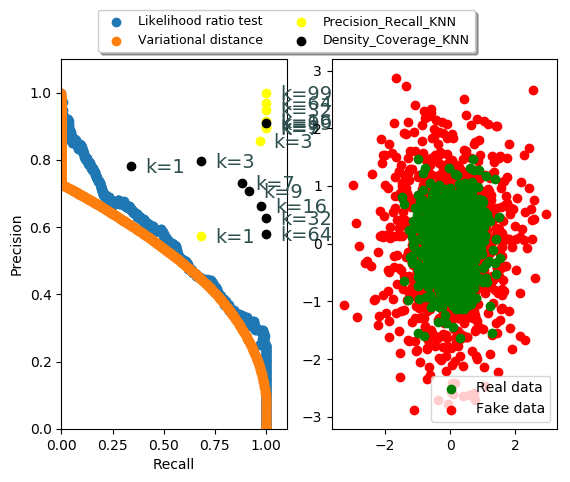 Likelihood ratio test
Variational distance
Precision_Recall_KNN
Density_Coverage_KNN
1.0
0.8
0.6
0.4
0.2
0.0
Precision
0.00
0.25
0.50
0.75
1.00
Recall
k=99
k=64
k=3
k=1
k=3
k=7
k=9
k=16
k=32
k=64
k=1
3
2
1
0
−1
−2
−3
−2
0
2
Real data
Fake data